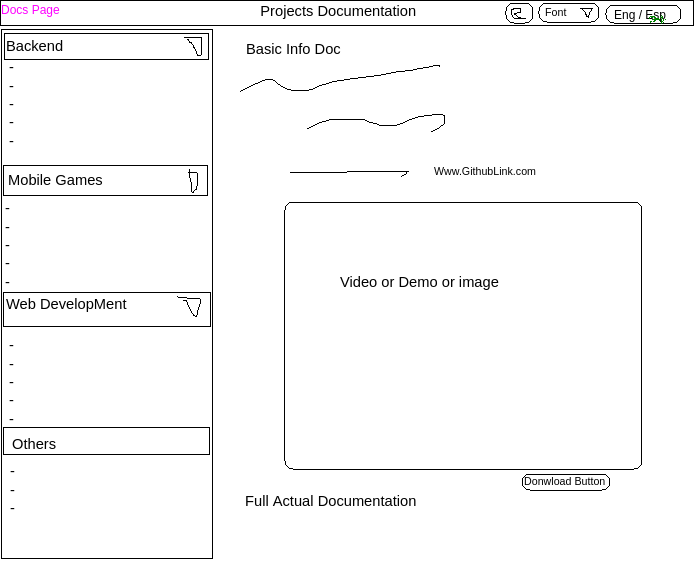 Docs Page
Projects Documentation
Font
Eng / Esp
Backend
-
-
-
-
-
Mobile Games
-
-
-
-
-
Web DevelopMent
-
-
-
-
-
Others
-
-
-
Basic Info Doc
Www.GithubLink.com
Video or Demo or image
Donwload Button
Full Actual Documentation